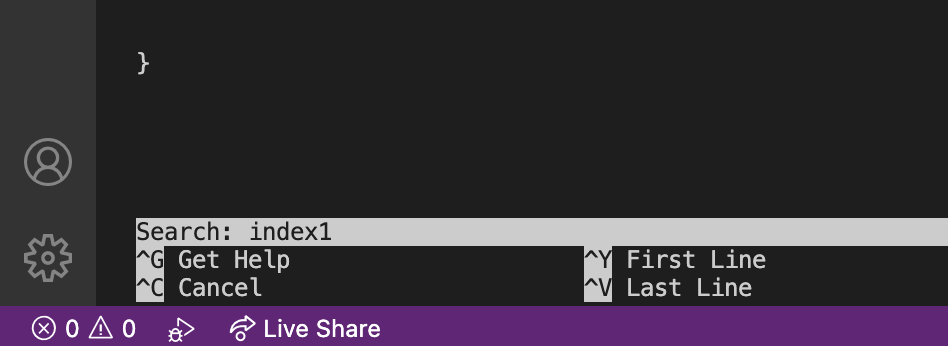 }
Search: index1
^G Get Help ^Y First Line
^C Cancel ^V Last Line
0 0 Live Share